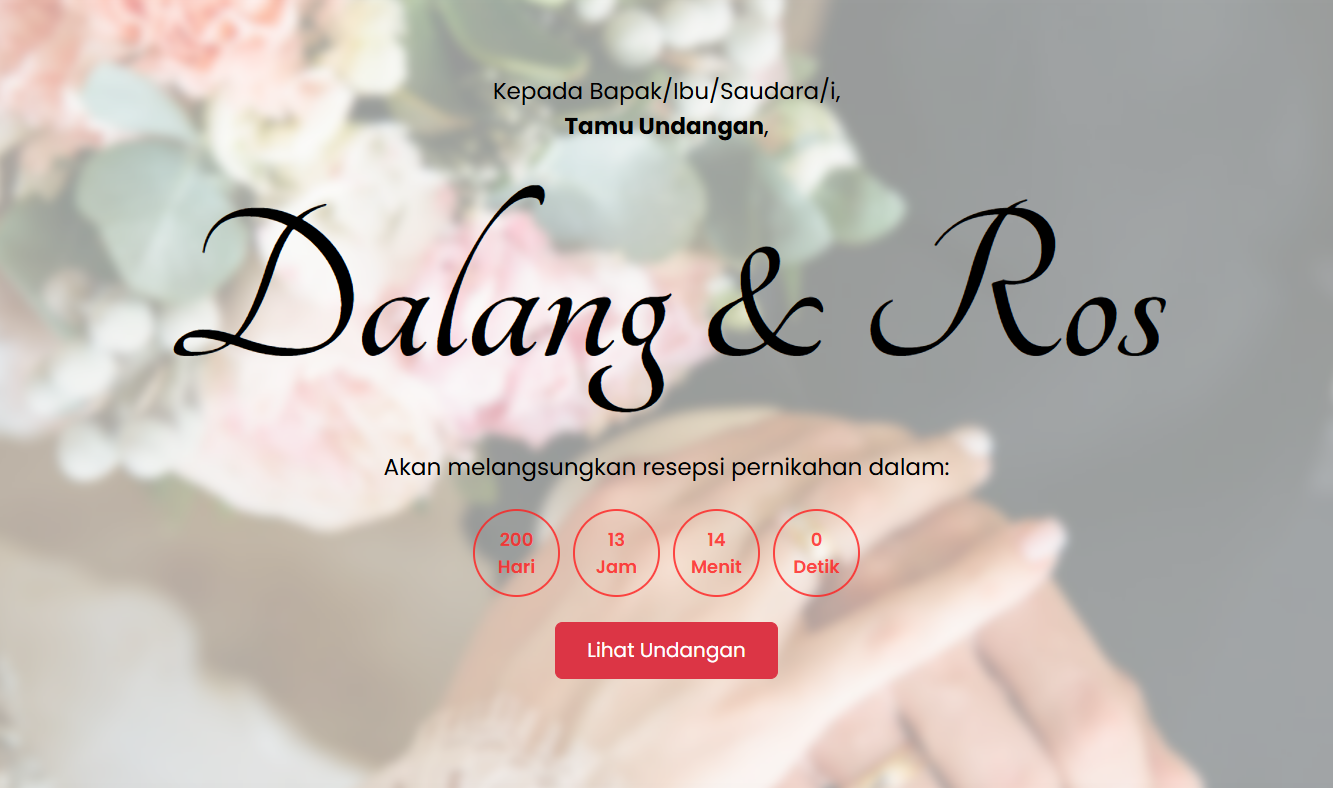 Kepada Bapak/Ibu/Saudara/i,
Tamu Undangan,
Dalang & Ros
Akan melangsungkan resepsi pernikahan dalam:
200 13 14 0
Hari Jam Menit Detik
Lihat Undangan